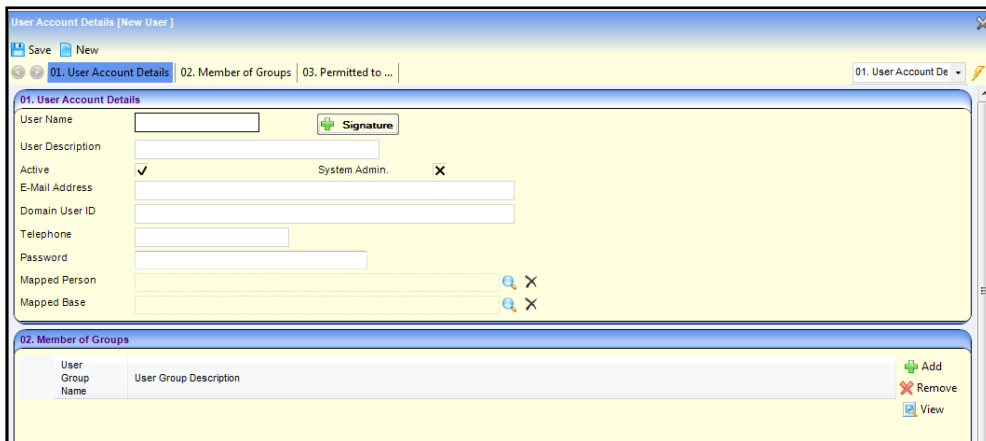 User Account Details [New User ]
Save New
01. User Account Details 02. Member of Groups 03. Permitted to ... 01. User Account De
01. User Account Details
User Name Signature
User Description
Active System Admin.
E-Mail Address
Domain User ID
Telephone
Password
Mapped Person
Mapped Base
02. Member of Groups
User Group Name User Group Description
Add
Remove
View